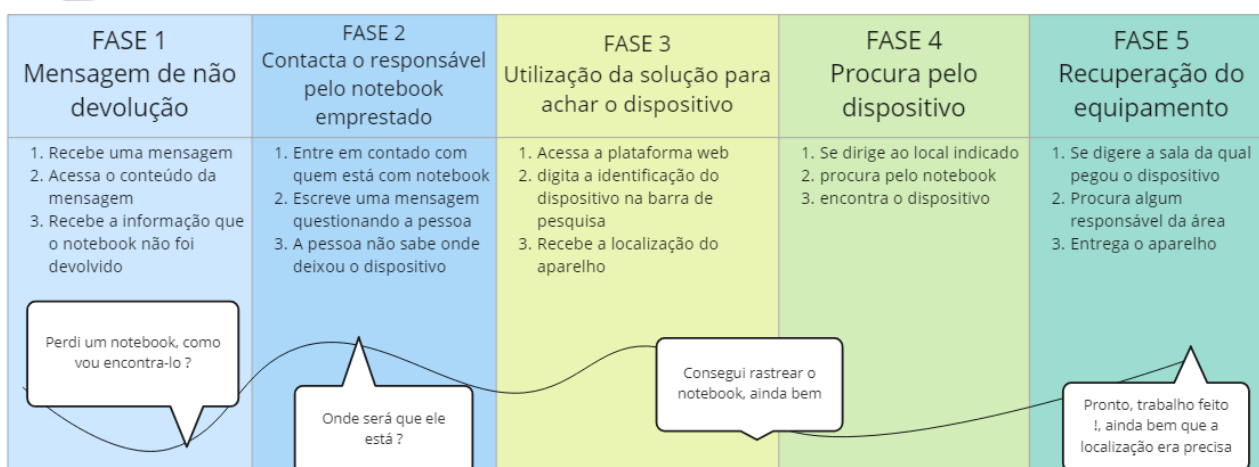 FASE 1
Mensagem de não
devolução
FASE 2
Contacta o responsável
pelo notebook
emprestado
FASE 3
Utilização da solução para
achar o dispositivo
FASE 4
Procura pelo
dispositivo
FASE 5
Recuperação do
equipamento
1. Recebe uma mensagem
2. Acessa o conteúdo da
mensagem
3. Recebe a informação que
o notebook não foi
devolvido
1. Entre em contado com
quem está com notebook
2. Escreve uma mensagem
questionando a pessoa
3. A pessoa não sabe onde
deixou o dispositivo
1. Acessa a plataforma web
2. digita a identificação do
dispositivo na barra de
pesquisa
3. Recebe a localização do
aparelho
1. Se dirige ao local indicado
2. procura pelo notebook
3. encontra o dispositivo
1. Se digere a sala da qual
pegou o dispositivo
2. Procura algum
responsável da área
3. Entrega o aparelho
Perdi um notebook, como
vou encontra-lo ?
Onde será que ele
está ?
Consegui rastrear o
notebook, ainda bem
Pronto, trabalho feito
!, ainda bem que a
localização era precisa